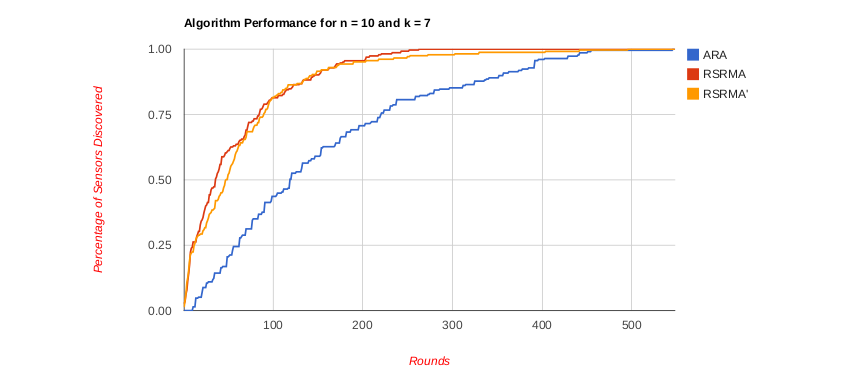 Algorithm Performance for n = 10 and k = 7
1.00
0.75
0.50
0.25
0.00
Percentage of Sensors Discovered
100
200
300
400
500
Rounds
ARA
RSRMA
RSRMA'